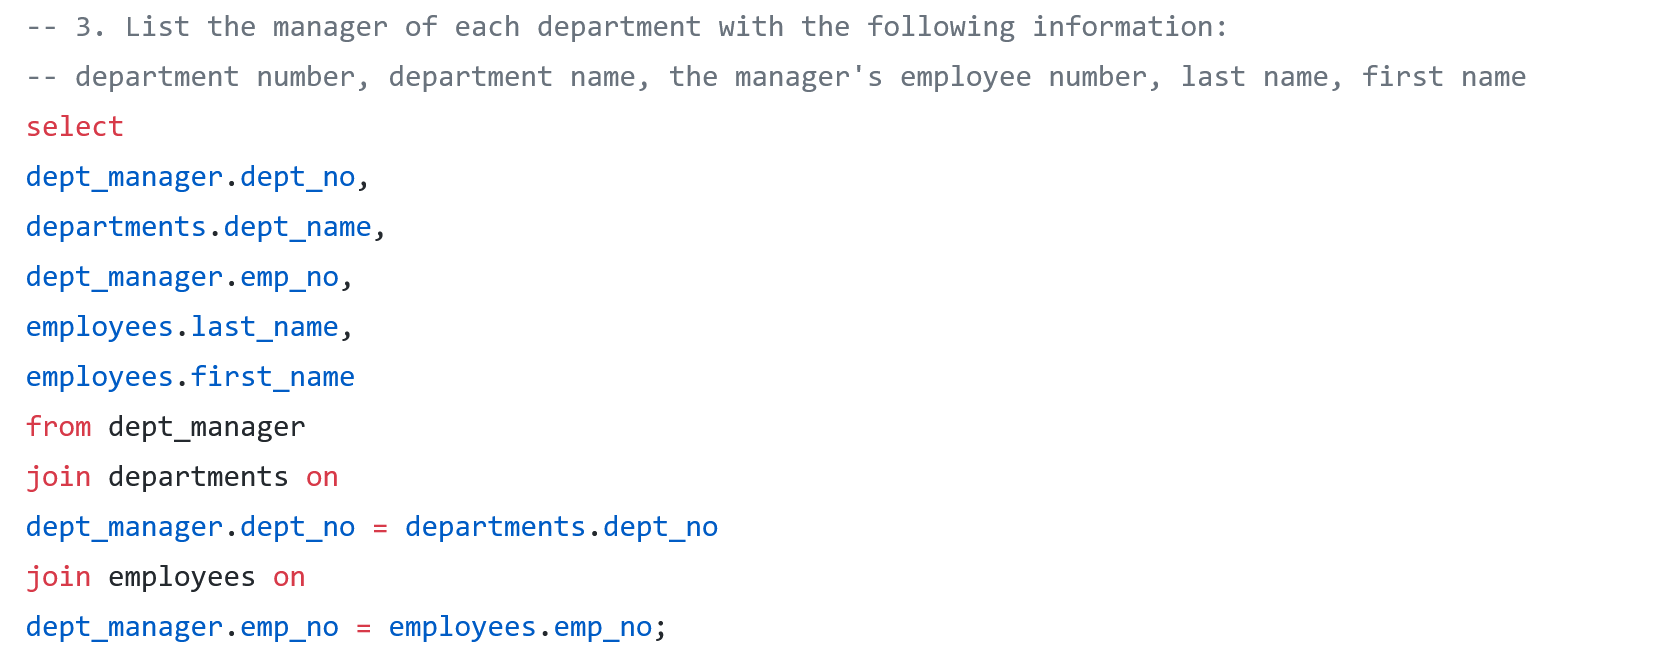 -- 3. List the manager of each department with the following information:
-- department number, department name, the manager's employee number, last name, first name
select
dept_manager.dept_no,
departments.dept_name,
dept_manager.emp_no,
employees.last_name,
employees.first_name
from dept_manager
join departments on
dept_manager.dept_no = departments.dept_no
join employees on
dept_manager.emp_no = employees.emp_no;